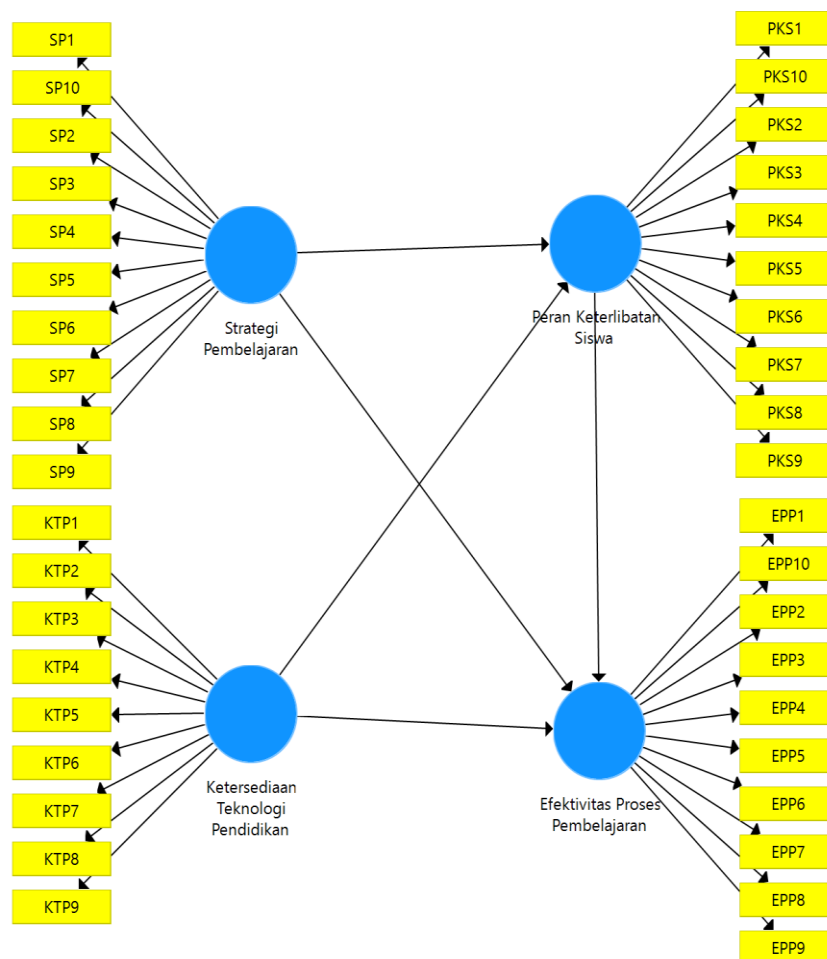 SP1
SP10
SP2
SP3
SP4
SP5
SP6
SP7
SP8
SP9
Strategi
Pembelajaran
PKS1
PKS10
PKS2
PKS3
PKS4
PKS5
PKS6
PKS7
PKS8
PKS9
Peran Keterlibatan
Siswa
KTP1
KTP2
KTP3
KTP4
KTP5
KTP6
KTP7
KTP8
KTP9
Ketersediaan
Teknologi
Pendidikan
EPP1
EPP10
EPP2
EPP3
EPP4
EPP5
EPP6
EPP7
EPP8
EPP9
Efektivitas Proses
Pembelajaran